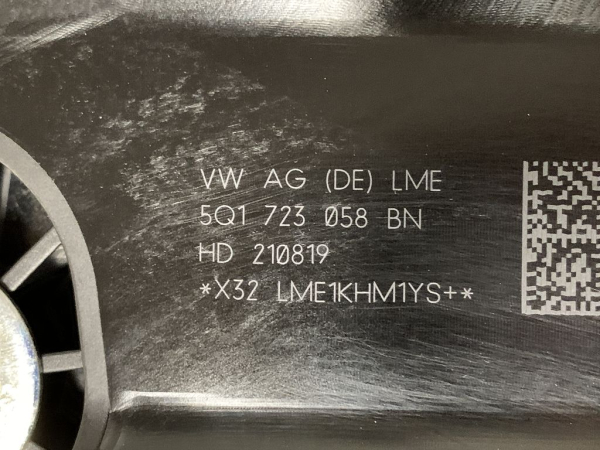 VW AG (DE) LME
5Q1 723 058 BN
HD 210819
*X32 LME1KHM1YS+*